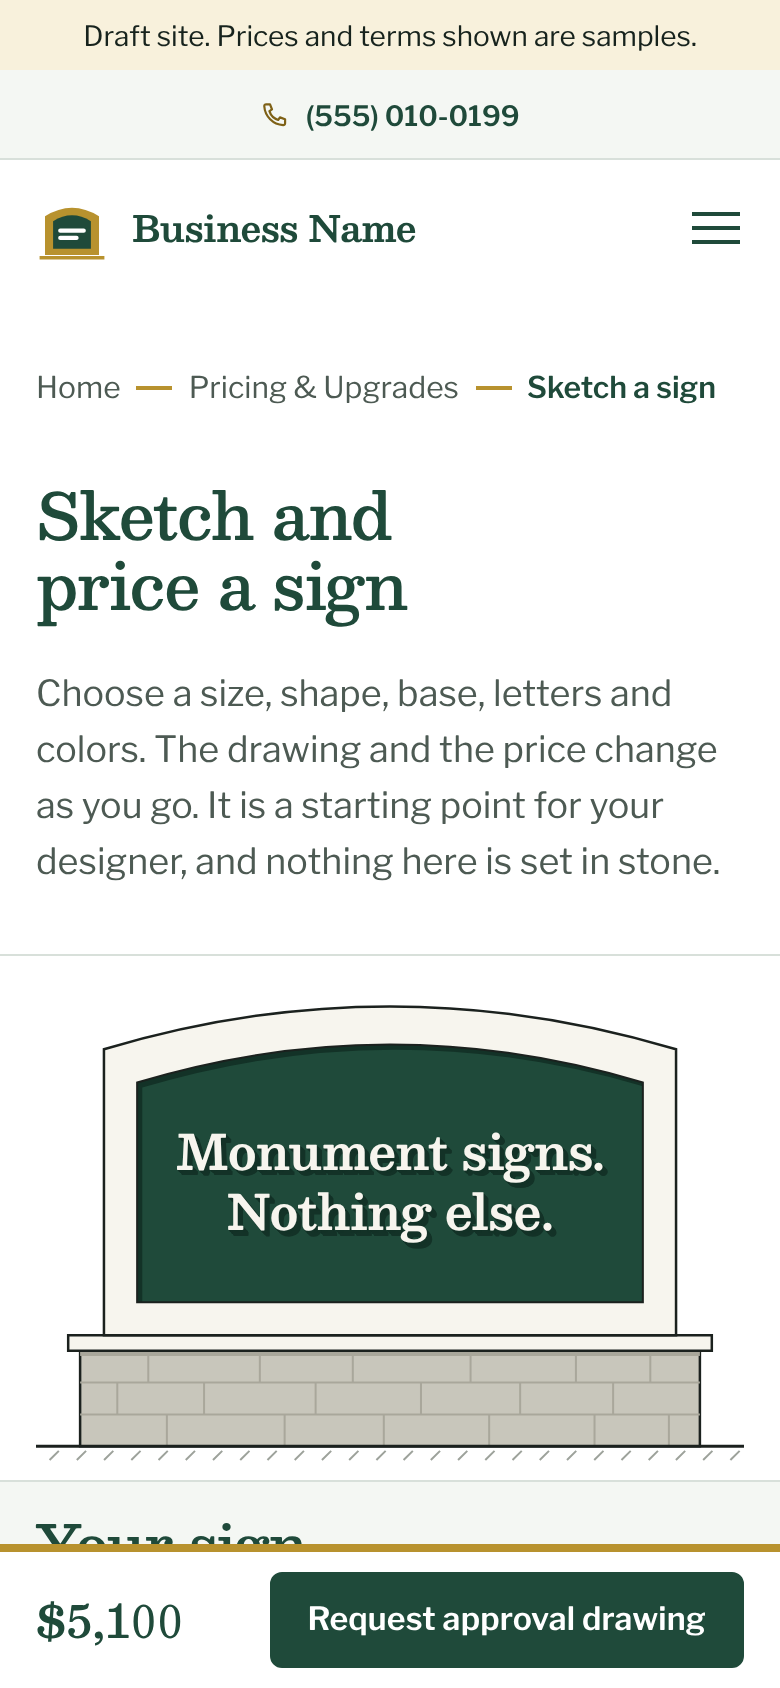 Draft site. Prices and terms shown are samples.
(555) 010-0199
Business Name
Home — Pricing & Upgrades — Sketch a sign
Sketch and
price a sign
Choose a size, shape, base, letters and
colors. The drawing and the price change
as you go. It is a starting point for your
designer, and nothing here is set in stone.
Monument signs.
Nothing else.
Your sign
$5,100
Request approval drawing